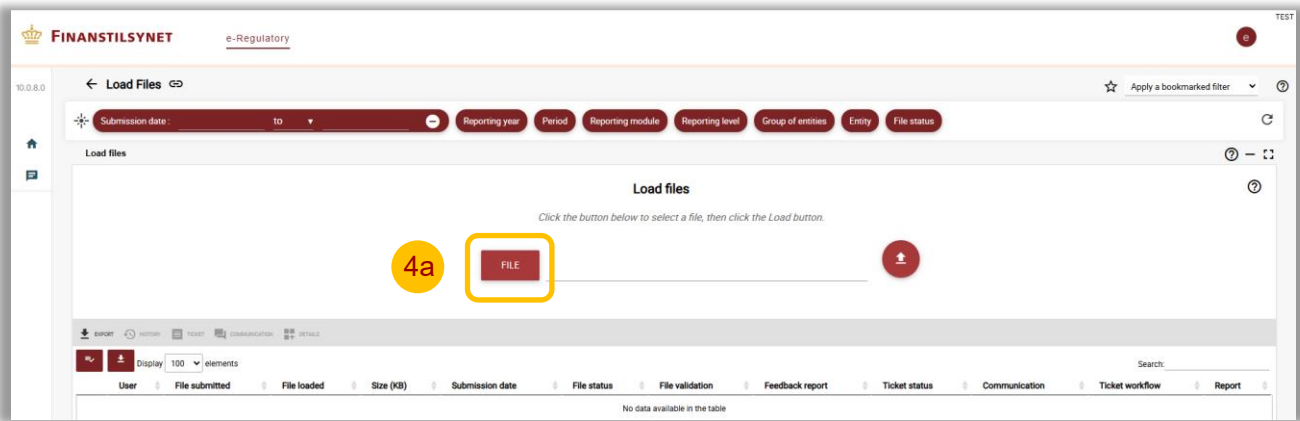 TEST
FINANSTILSYNET e-Regulatory e
10.0.8.0 Load Files Apply a bookmarked filter
Submission date : to Reporting year Period Reporting module Reporting level Group of entities Entity File status
Load files
Load files
Click the button below to select a file, then click the Load button.
4a FILE
EXPORT HISTORY TICKET COMMUNICATION DETAILS
Display 100 elements Search:
User File submitted File loaded Size (KB) Submission date File status File validation Feedback report Ticket status Communication Ticket workflow Report
No data available in the table